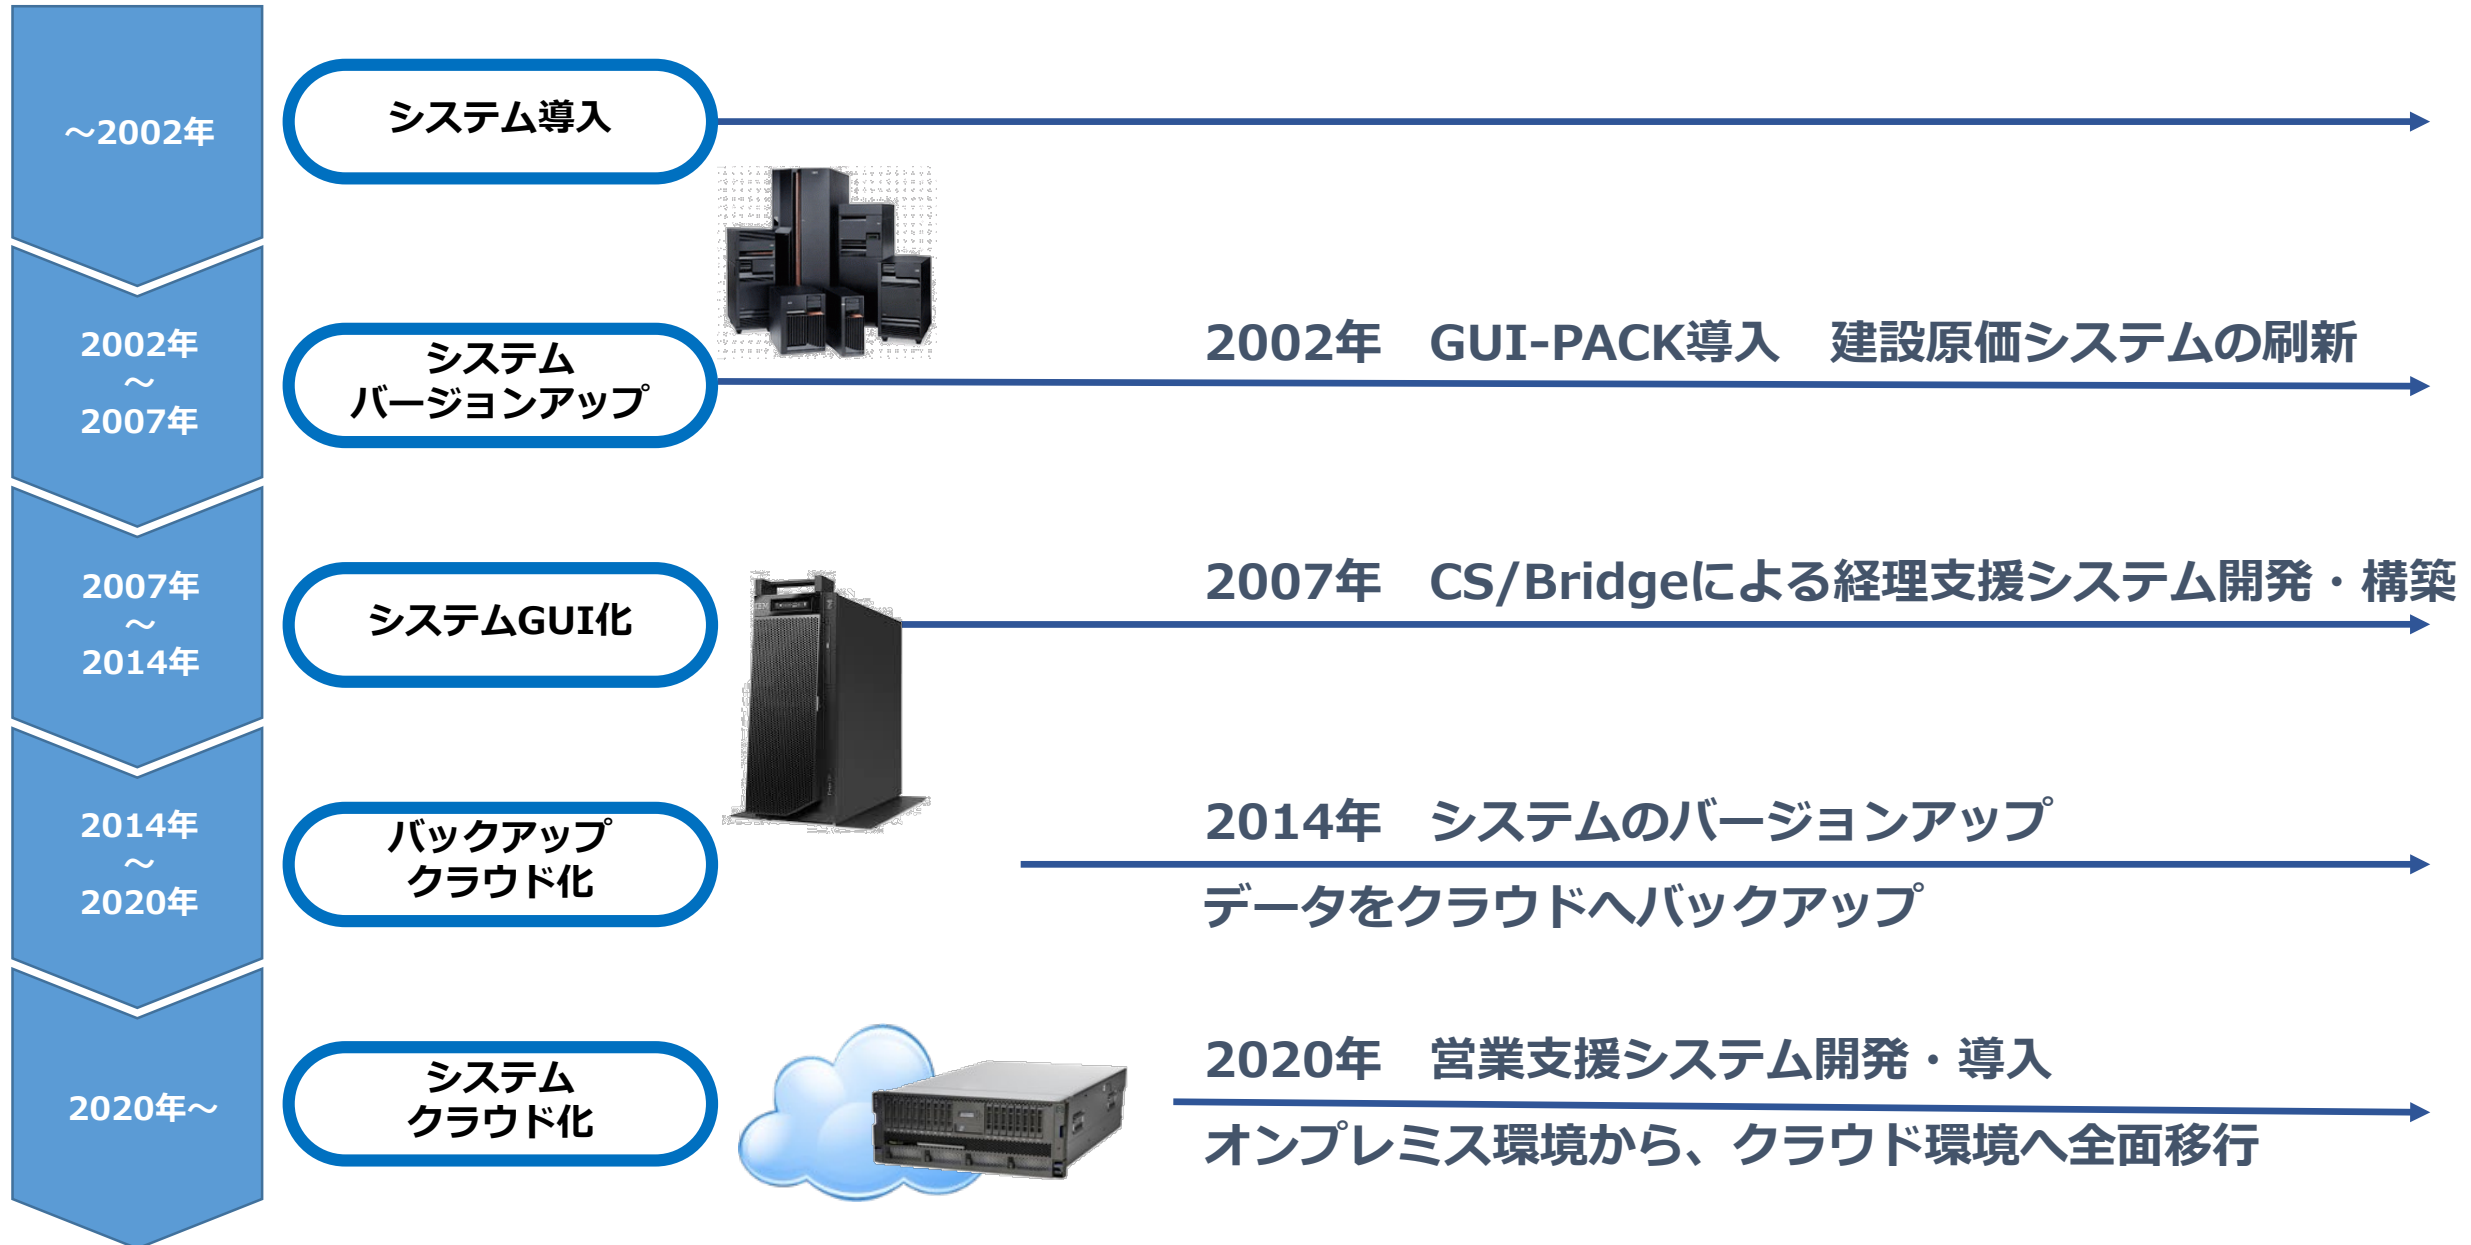 ～2002年
システム導入
2002年
～
2007年
システム
バージョンアップ
2002年　GUI-PACK導入　建設原価システムの刷新
2007年
～
2014年
システムGUI化
2007年　CS/Bridgeによる経理支援システム開発・構築
2014年
～
2020年
バックアップ
クラウド化
2014年　システムのバージョンアップ
データをクラウドへバックアップ
2020年～
システム
クラウド化
2020年　営業支援システム開発・導入
オンプレミス環境から、クラウド環境へ全面移行